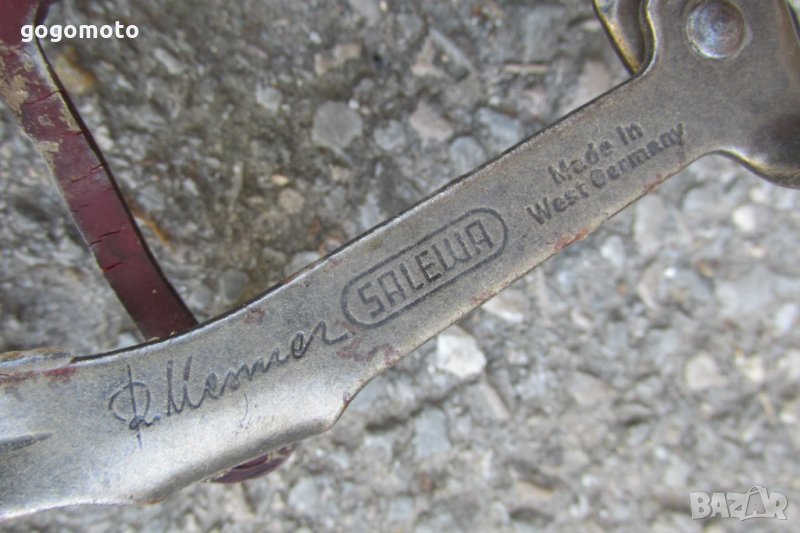 gogomoto
Made in
West Germany
SALEWA
R. Messner
BAZAR